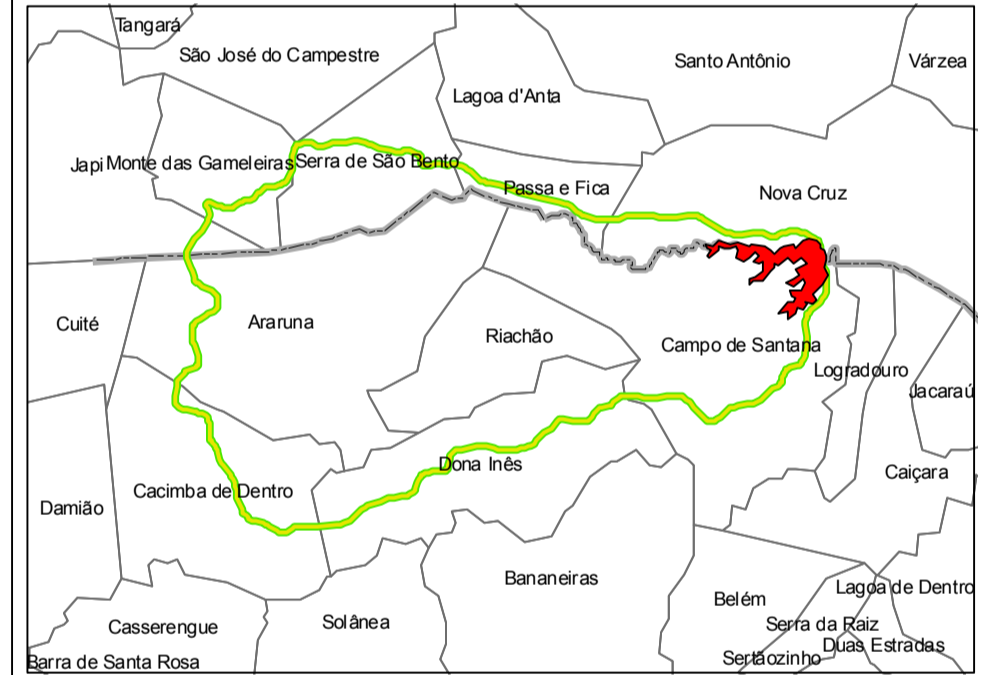 Tangará
São José do Campestre
Santo Antônio
Várzea
Lagoa d'Anta
Japi
Monte das Gameleiras
Serra de São Bento
Passa e Fica
Nova Cruz
Cuité
Araruna
Riachão
Campo de Santana
Logradouro
Jacaraú
Dona Inês
Caiçara
Cacimba de Dentro
Damião
Bananeiras
Lagoa de Dentro
Belém
Casserengue
Solânea
Serra da Raiz
Duas Estradas
Sertãozinho
Barra de Santa Rosa